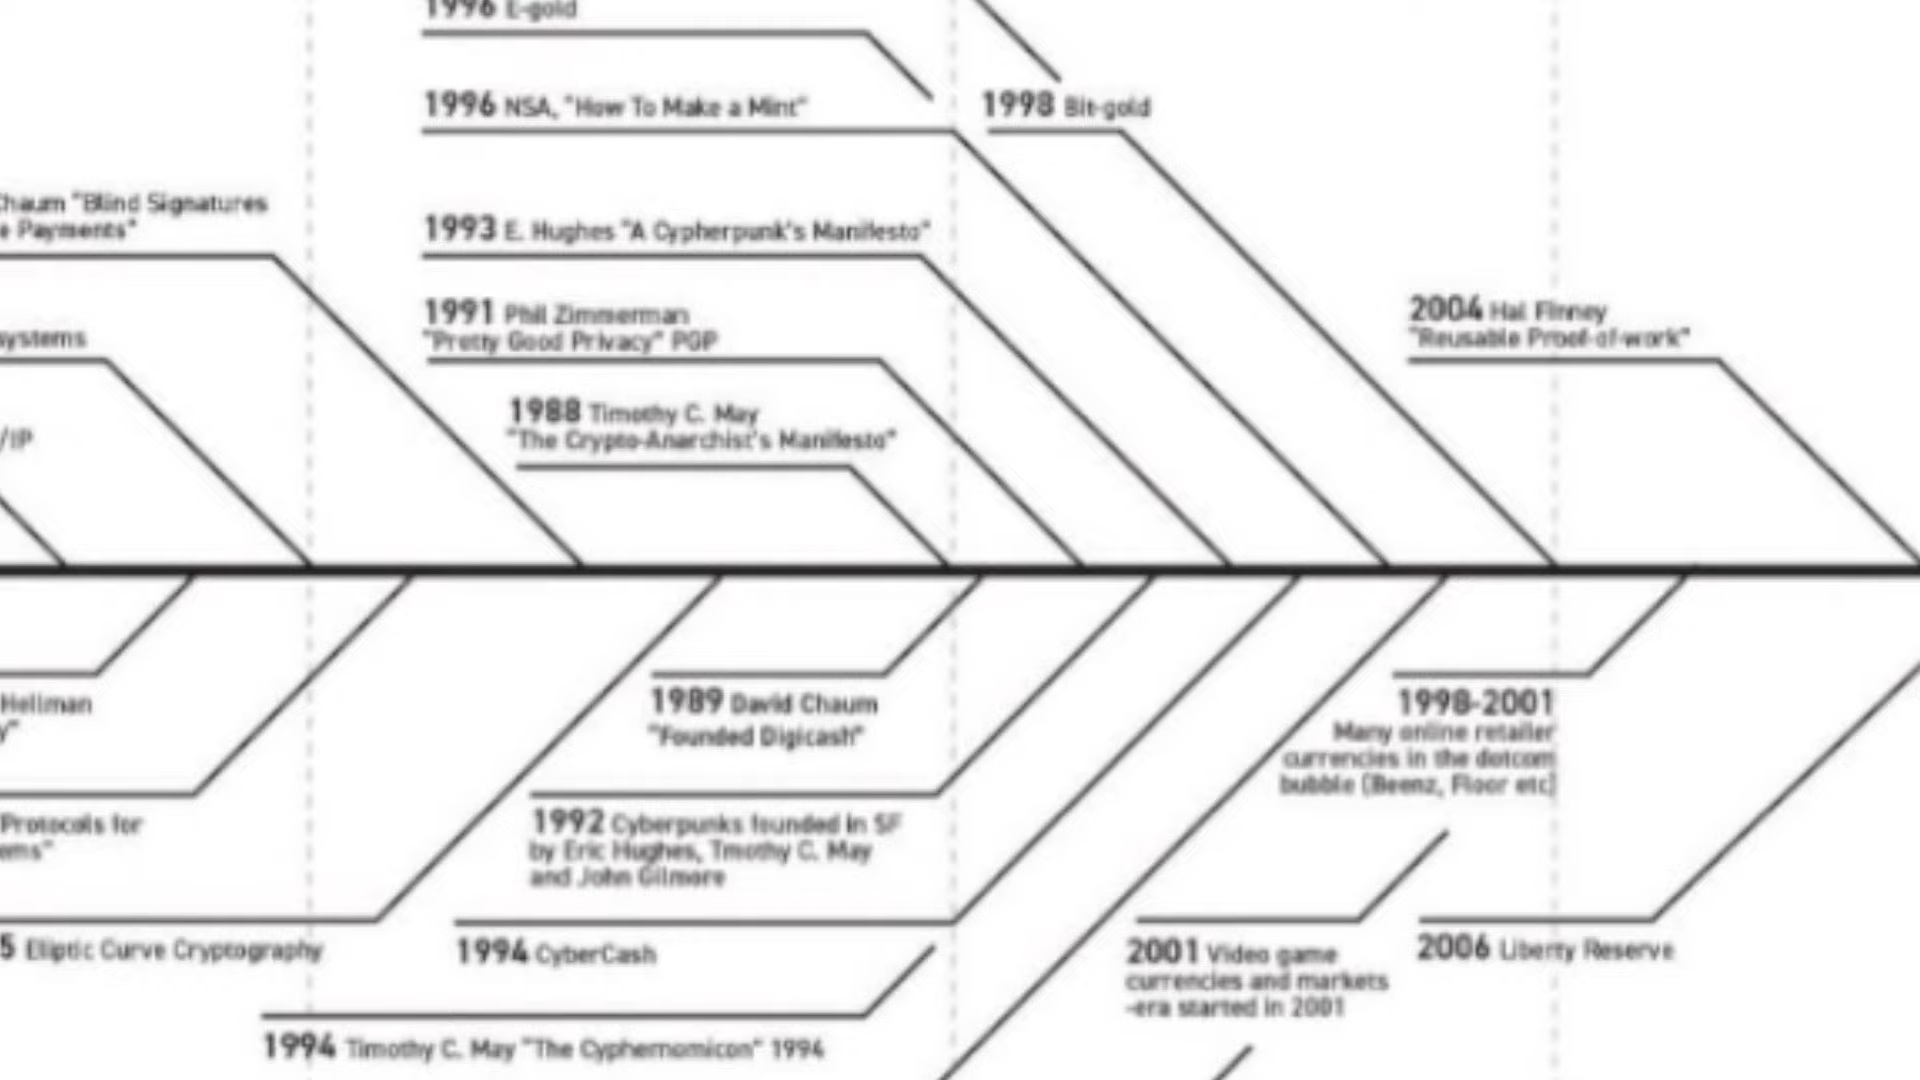 1996 E-gold
1996 NSA, "How To Make a Mint"
1998 Bit-gold
Chaum "Blind Signatures
e Payments"
1993 E. Hughes "A Cypherpunk's Manifesto"
systems
1991 Phil Zimmerman
"Pretty Good Privacy" PGP
2004 Hal Finney
"Reusable Proof-of-work"
/IP
1988 Timothy C. May
"The Crypto-Anarchist's Manifesto"
Hellman
y"
1989 David Chaum
"Founded Digicash"
1998-2001
Many online retailer
currencies in the dotcom
bubble (Beenz, Floor etc)
Protocols for
ems"
1992 Cyberpunks founded in SF
by Eric Hughes, Tmothy C. May
and John Gilmore
5 Elliptic Curve Cryptography
1994 CyberCash
2001 Video game
currencies and markets
-era started in 2001
2006 Liberty Reserve
1994 Timothy C. May "The Cyphernomicon" 1994